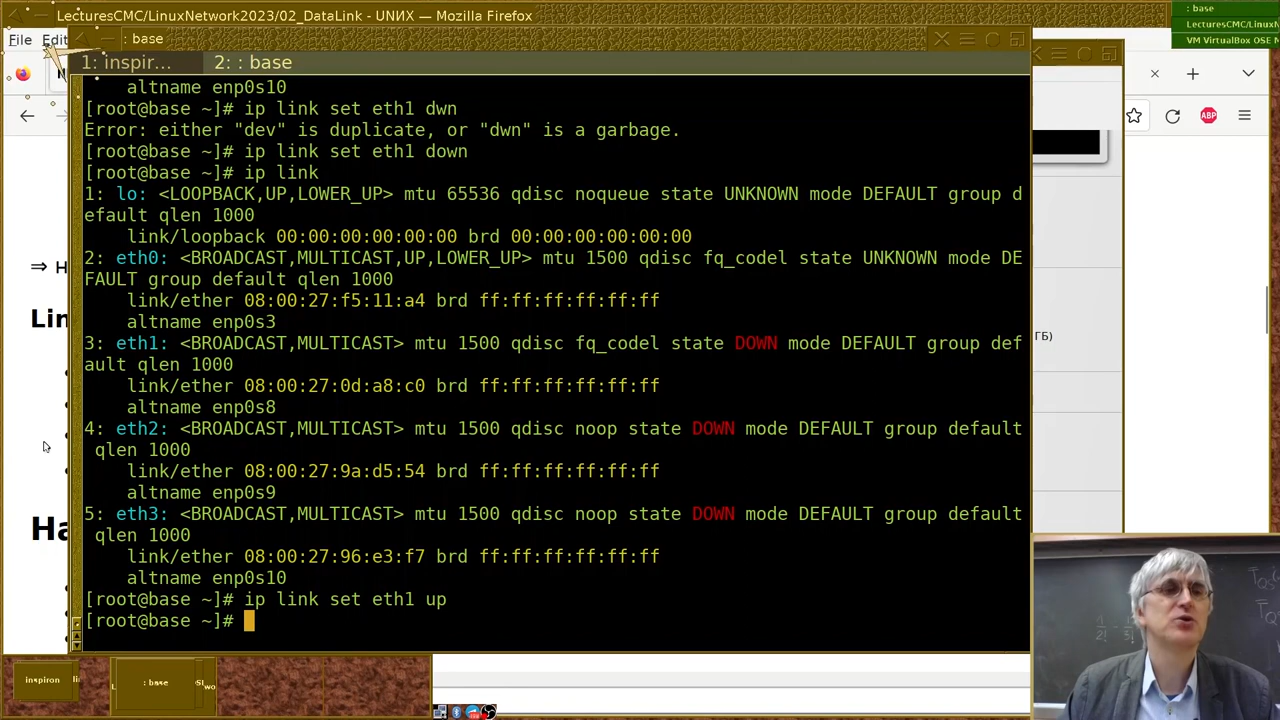 LecturesCMC/LinuxNetwork2023/02_DataLink - UNИX — Mozilla Firefox
: base
LecturesCMC/LinuxN
VM VirtualBox OSE M
File Edit
: base
1: inspir... 2: : base
altname enp0s10
[root@base ~]# ip link set eth1 dwn
Error: either "dev" is duplicate, or "dwn" is a garbage.
[root@base ~]# ip link set eth1 down
[root@base ~]# ip link
1: lo: <LOOPBACK,UP,LOWER_UP> mtu 65536 qdisc noqueue state UNKNOWN mode DEFAULT group d
efault qlen 1000
link/loopback 00:00:00:00:00:00 brd 00:00:00:00:00:00
2: eth0: <BROADCAST,MULTICAST,UP,LOWER_UP> mtu 1500 qdisc fq_codel state UNKNOWN mode DE
FAULT group default qlen 1000
link/ether 08:00:27:f5:11:a4 brd ff:ff:ff:ff:ff:ff
altname enp0s3
3: eth1: <BROADCAST,MULTICAST> mtu 1500 qdisc fq_codel state DOWN mode DEFAULT group def
ault qlen 1000
link/ether 08:00:27:0d:a8:c0 brd ff:ff:ff:ff:ff:ff
altname enp0s8
4: eth2: <BROADCAST,MULTICAST> mtu 1500 qdisc noop state DOWN mode DEFAULT group default
qlen 1000
link/ether 08:00:27:9a:d5:54 brd ff:ff:ff:ff:ff:ff
altname enp0s9
5: eth3: <BROADCAST,MULTICAST> mtu 1500 qdisc noop state DOWN mode DEFAULT group default
qlen 1000
link/ether 08:00:27:96:e3:f7 brd ff:ff:ff:ff:ff:ff
altname enp0s10
[root@base ~]# ip link set eth1 up
[root@base ~]#
⇒ H
Lin
Ha
ABP
ГБ)
inspiron
: base